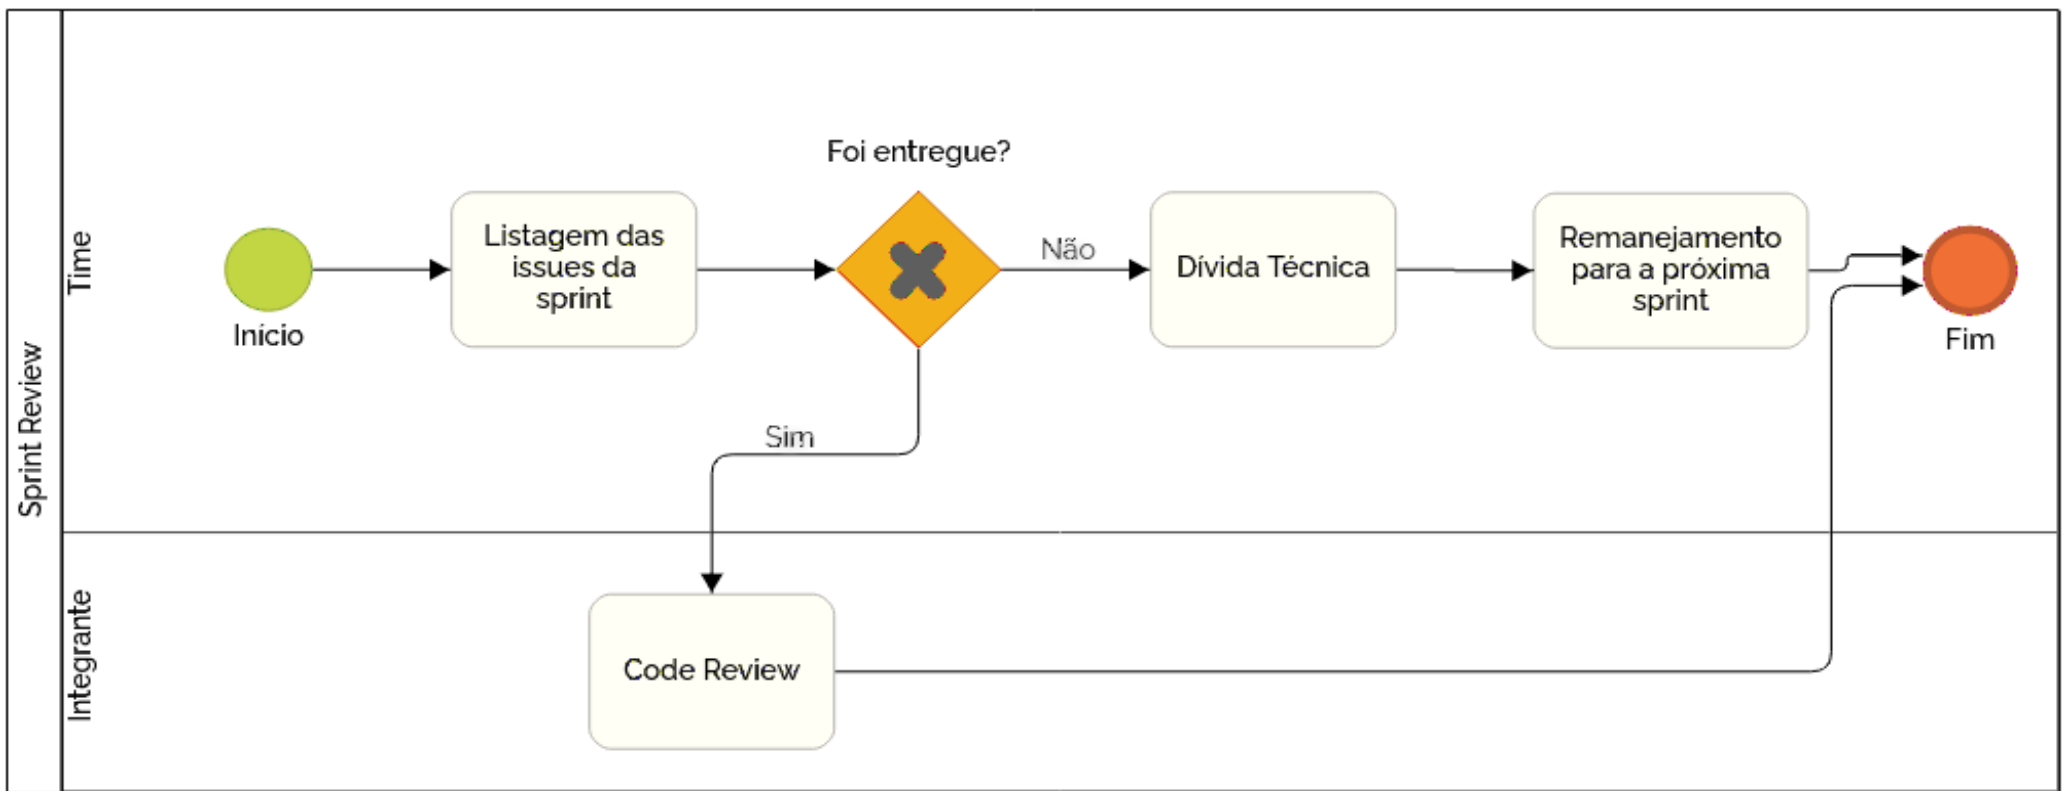 Sprint Review
Time
Início
Listagem das
issues da
sprint
Foi entregue?
Não
Dívida Técnica
Remanejamento
para a próxima
sprint
Fim
Sim
Integrante
Code Review